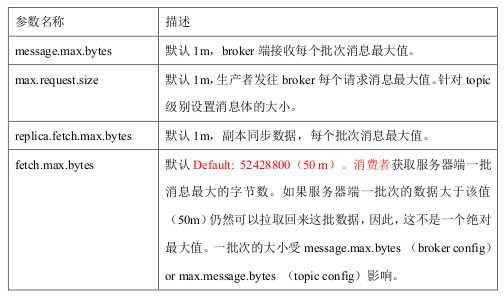 参数名称 描述
message.max.bytes 默认 1m，broker 端接收每个批次消息最大值。
max.request.size 默认 1m，生产者发往 broker 每个请求消息最大值。针对 topic
级别设置消息体的大小。
replica.fetch.max.bytes 默认 1m，副本同步数据，每个批次消息最大值。
fetch.max.bytes 默认 Default: 52428800（50 m）。消费者获取服务器端一批
消息最大的字节数。如果服务器端一批次的数据大于该值
（50m）仍然可以拉取回来这批数据，因此，这不是一个绝对
最大值。一批次的大小受 message.max.bytes （broker config）
or max.message.bytes （topic config）影响。